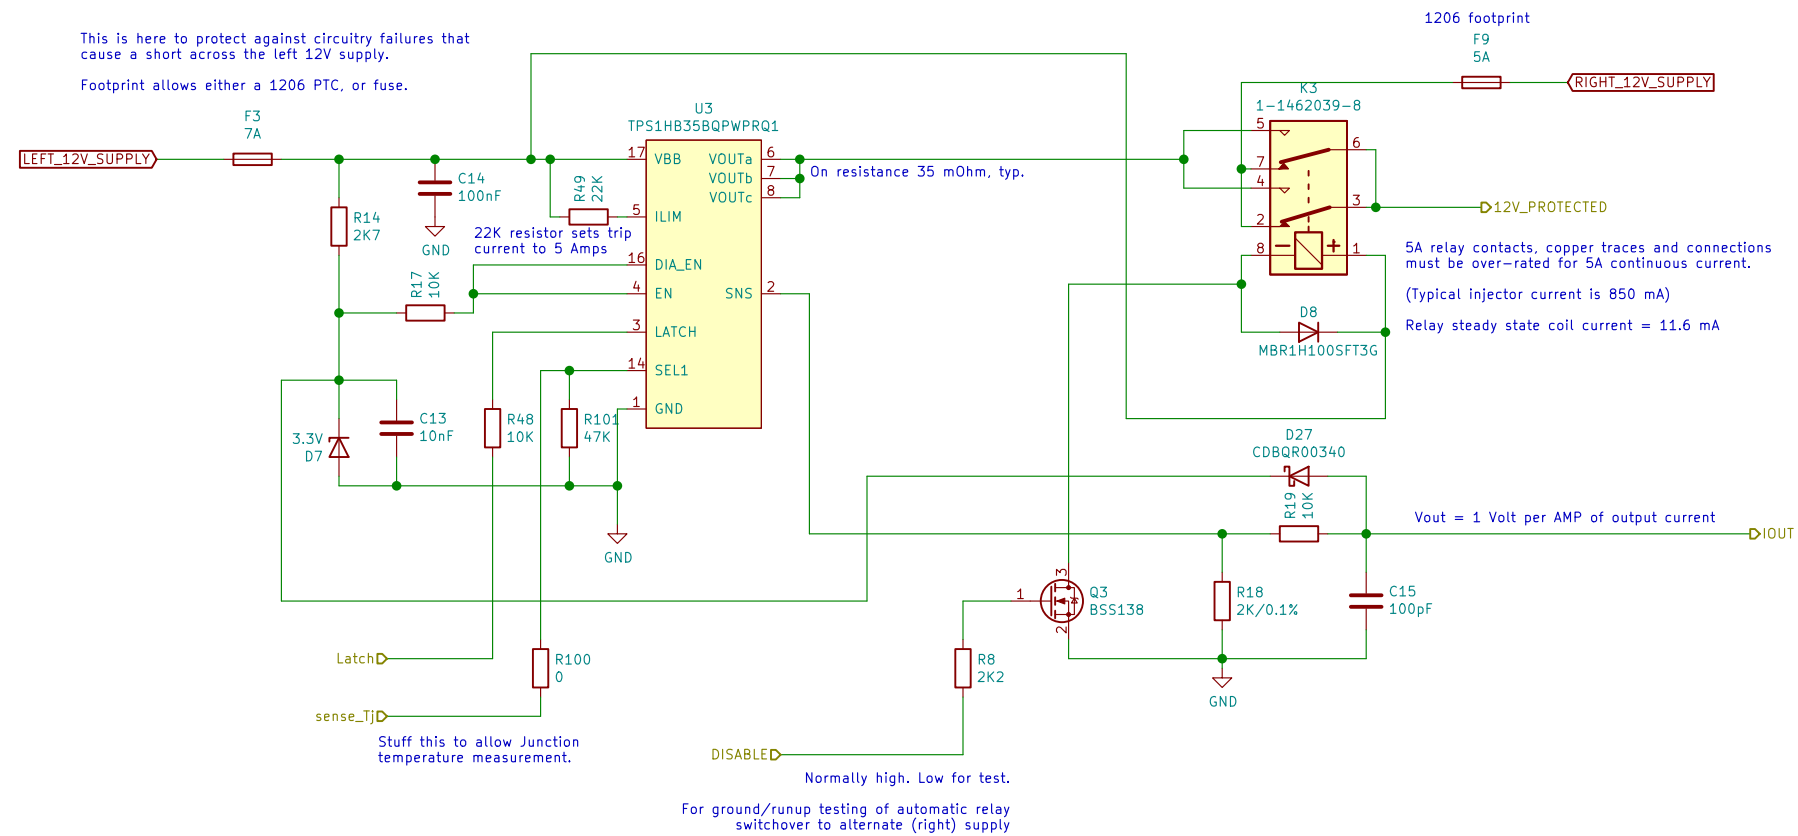 This is here to protect against circuitry failures that
cause a short across the left 12V supply.
Footprint allows either a 1206 PTC, or fuse.
1206 footprint
F9
5A
RIGHT_12V_SUPPLY
K3
1-1462039-8
F3
7A
LEFT_12V_SUPPLY
U3
TPS1HB35BQPWPRQ1
17 VBB
VOUTa 6
VOUTb 7
VOUTc 8
5 ILIM
16 DIA_EN
4 EN
SNS 2
3 LATCH
14 SEL1
1 GND
On resistance 35 mOhm, typ.
R49
22K
C14
100nF
GND
R14
2K7
22K resistor sets trip
current to 5 Amps
R17
10K
5
7
4
2
8
6
3
1
12V_PROTECTED
5A relay contacts, copper traces and connections
must be over-rated for 5A continuous current.
(Typical injector current is 850 mA)
Relay steady state coil current = 11.6 mA
D8
MBR1H100SFT3G
C13
10nF
3.3V
D7
R48
10K
R101
47K
GND
D27
CDBQR00340
R19
10K
Vout = 1 Volt per AMP of output current
IOUT
3
1
2
Q3
BSS138
R18
2K/0.1%
C15
100pF
GND
Latch
R100
0
sense_Tj
R8
2K2
Stuff this to allow Junction
temperature measurement.
DISABLE
Normally high. Low for test.
For ground/runup testing of automatic relay
switchover to alternate (right) supply